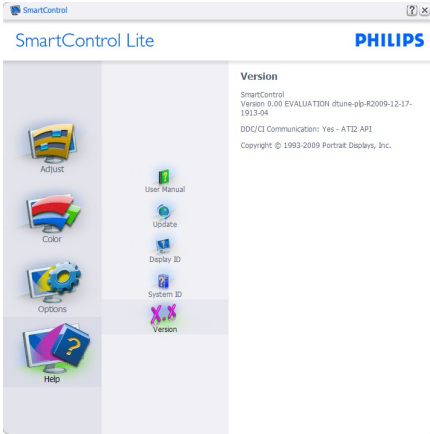 SmartControl
SmartControl Lite
PHILIPS
Adjust
Color
Options
Help
User Manual
Update
Display ID
System ID
X.X
Version
Version
SmartControl
Version 0.00 EVALUATION dtune-plp-R2009-12-17-
1913-04
DDC/CI Communication: Yes - ATI2 API
Copyright © 1993-2009 Portrait Displays, Inc.